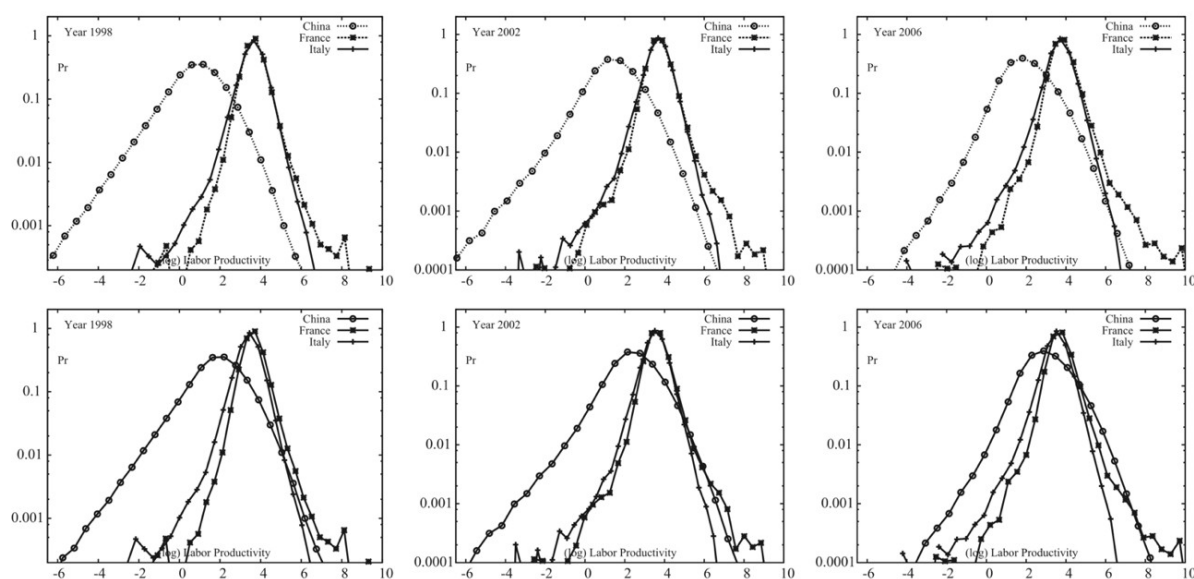 Year 1998
China
France
Italy
Pr
1
0.1
0.01
0.001
(log) Labor Productivity
-6 -4 -2 0 2 4 6 8 10
Year 2002
China
France
Italy
Pr
1
0.1
0.01
0.001
0.0001
(log) Labor Productivity
-6 -4 -2 0 2 4 6 8 10
Year 2006
China
France
Italy
Pr
1
0.1
0.01
0.001
0.0001
(log) Labor Productivity
-6 -4 -2 0 2 4 6 8 10
Year 1998
China
France
Italy
Pr
1
0.1
0.01
0.001
(log) Labor Productivity
-6 -4 -2 0 2 4 6 8 10
Year 2002
China
France
Italy
Pr
1
0.1
0.01
0.001
0.0001
(log) Labor Productivity
-6 -4 -2 0 2 4 6 8 10
Year 2006
China
France
Italy
Pr
1
0.1
0.01
0.001
0.0001
(log) Labor Productivity
-6 -4 -2 0 2 4 6 8 10